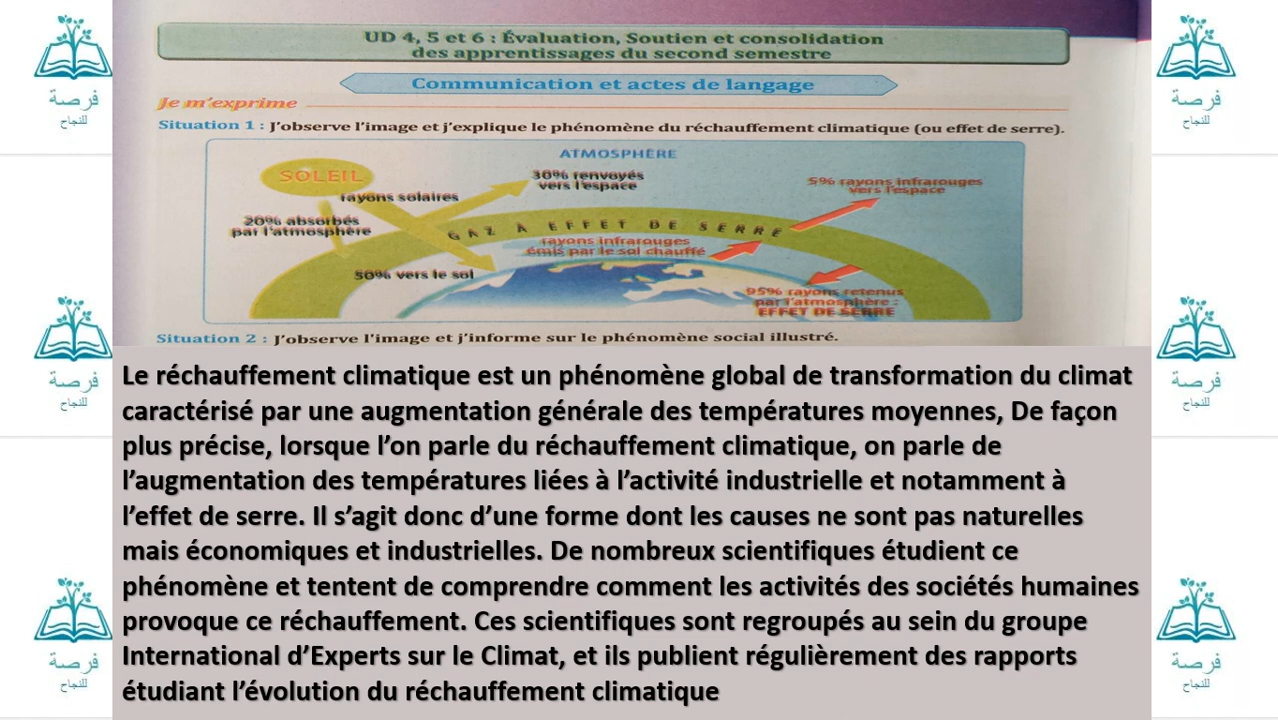 UD 4, 5 et 6 : Évaluation, Soutien et consolidation
des apprentissages du second semestre
Communication et actes de langage
Je m'exprime
Situation 1 : J'observe l'image et j'explique le phénomène du réchauffement climatique (ou effet de serre).
ATMOSPHÈRE
SOLEIL
rayons solaires
30% renvoyés
vers l'espace
5% rayons infrarouges
vers l'espace
20% absorbés
par l'atmosphère
GAZ À EFFET DE SERRE
rayons infrarouges
émis par le sol chauffé
50% vers le sol
95% rayons retenus
par l'atmosphère :
EFFET DE SERRE
Situation 2 : J'observe l'image et j'informe sur le phénomène social illustré.
Le réchauffement climatique est un phénomène global de transformation du climat
caractérisé par une augmentation générale des températures moyennes, De façon
plus précise, lorsque l'on parle du réchauffement climatique, on parle de
l'augmentation des températures liées à l'activité industrielle et notamment à
l'effet de serre. Il s'agit donc d'une forme dont les causes ne sont pas naturelles
mais économiques et industrielles. De nombreux scientifiques étudient ce
phénomène et tentent de comprendre comment les activités des sociétés humaines
provoque ce réchauffement. Ces scientifiques sont regroupés au sein du groupe
International d'Experts sur le Climat, et ils publient régulièrement des rapports
étudiant l'évolution du réchauffement climatique
فرصة
للنجاح
فرصة
للنجاح
فرصة
للنجاح
فرصة
للنجاح
فرصة
للنجاح
فرصة
للنجاح